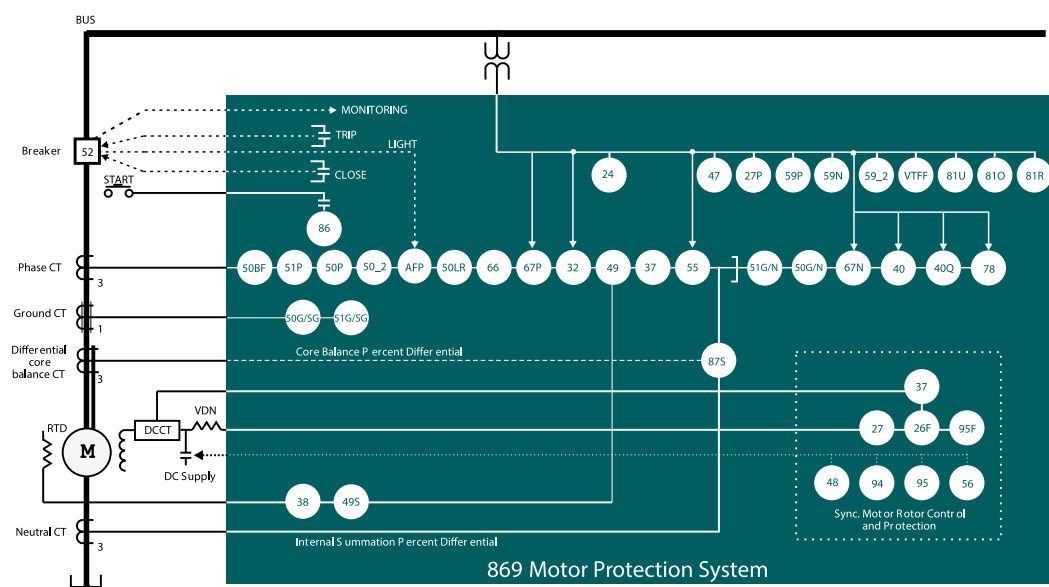 BUS
MONITORING
TRIP
LIGHT
Breaker
52
CLOSE
START
24
47
27P
59P
59N
59_2
VTFF
81U
81O
81R
86
Phase CT
3
50BF
51P
50P
50_2
AFP
50LR
66
67P
32
49
37
55
51G/N
50G/N
67N
40
40Q
78
Ground CT
1
50G/SG
51G/SG
Differential
core
balance CT
3
Core Balance P ercent Differ ential
87S
37
VDN
RTD
DCCT
27
26F
95F
M
DC Supply
48
94
95
56
38
49S
Sync. Motor Rotor Control
and Protection
Neutral CT
3
Internal S ummation P ercent Differ ential
869 Motor Protection System